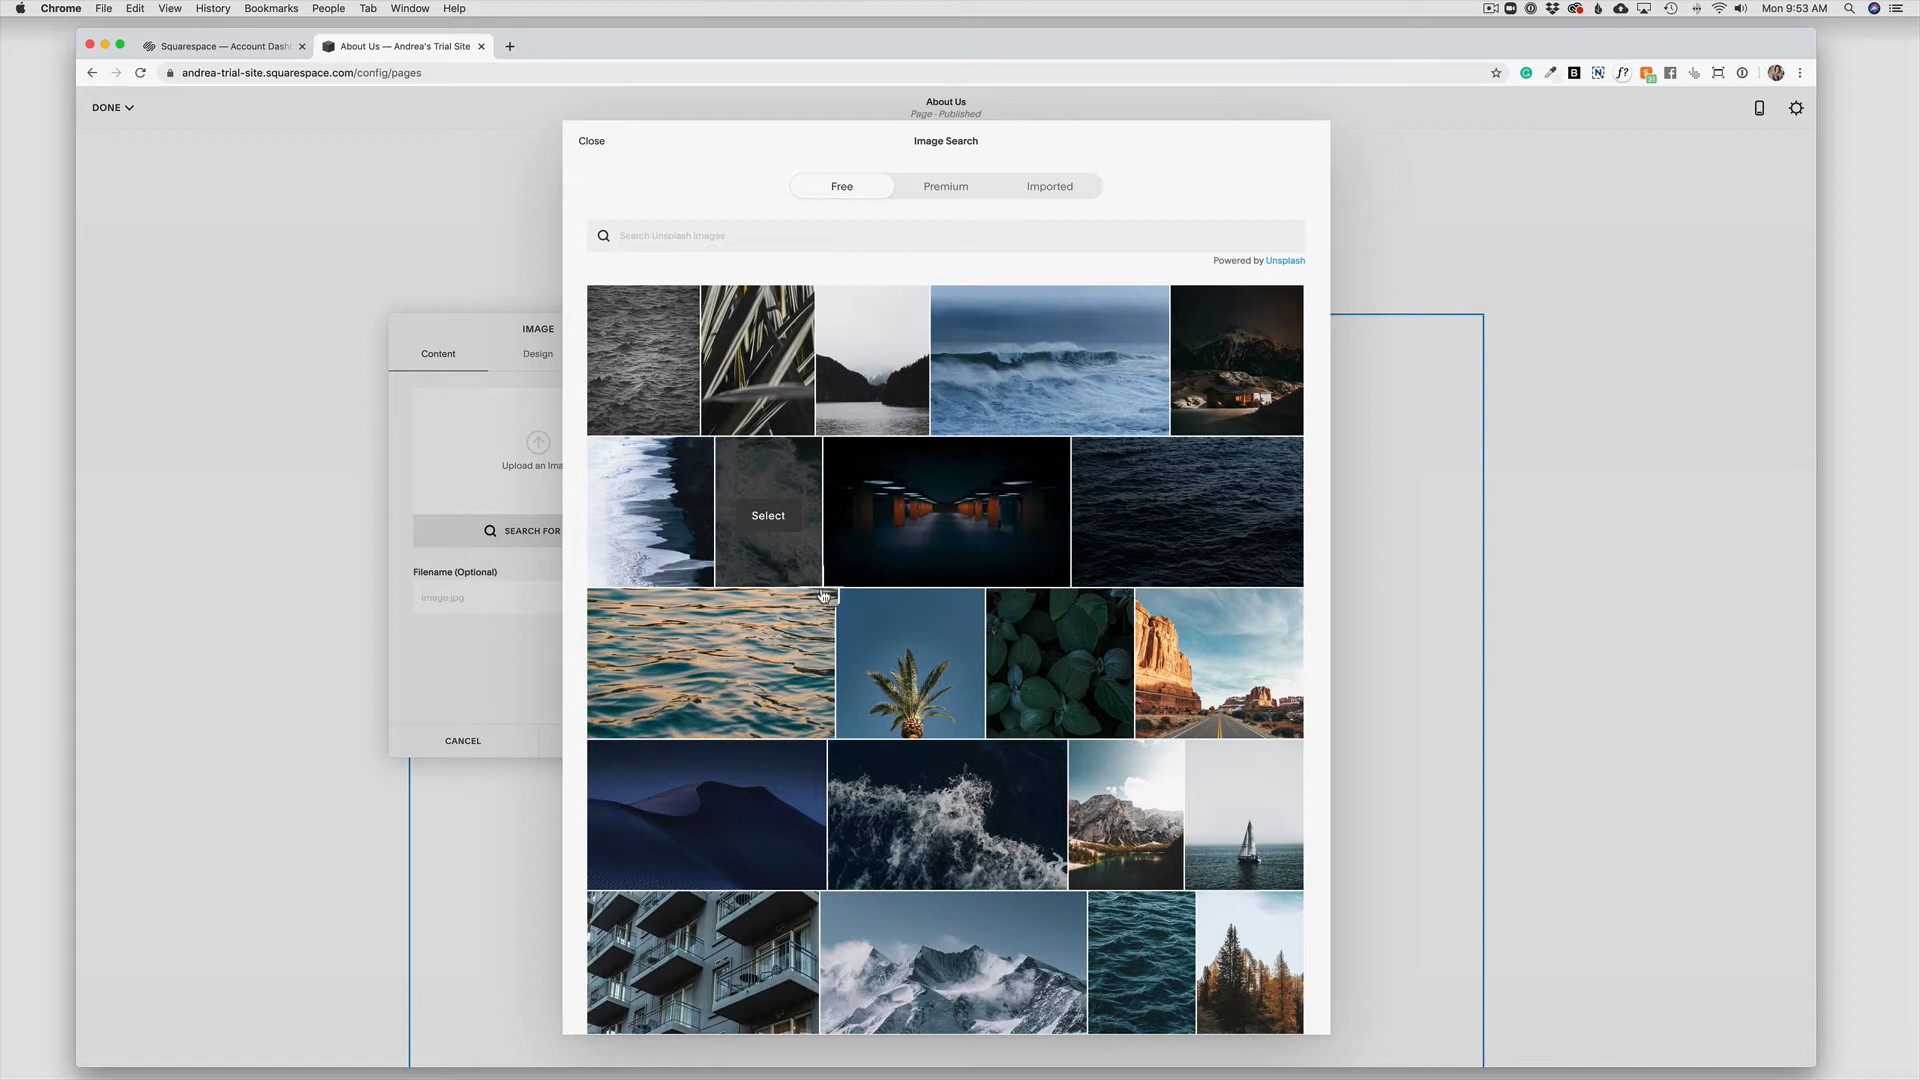 Chrome File Edit View History Bookmarks People Tab Window Help
Mon 9:53 AM
Squarespace — Account Dash
About Us — Andrea's Trial Site
andrea-trial-site.squarespace.com/config/pages
DONE
About Us
Page · Published
Close
Image Search
Free
Premium
Imported
Search Unsplash images
Powered by Unsplash
IMAGE
Content
Design
Upload an Ima
SEARCH FOR
Filename (Optional)
image.jpg
CANCEL
Select